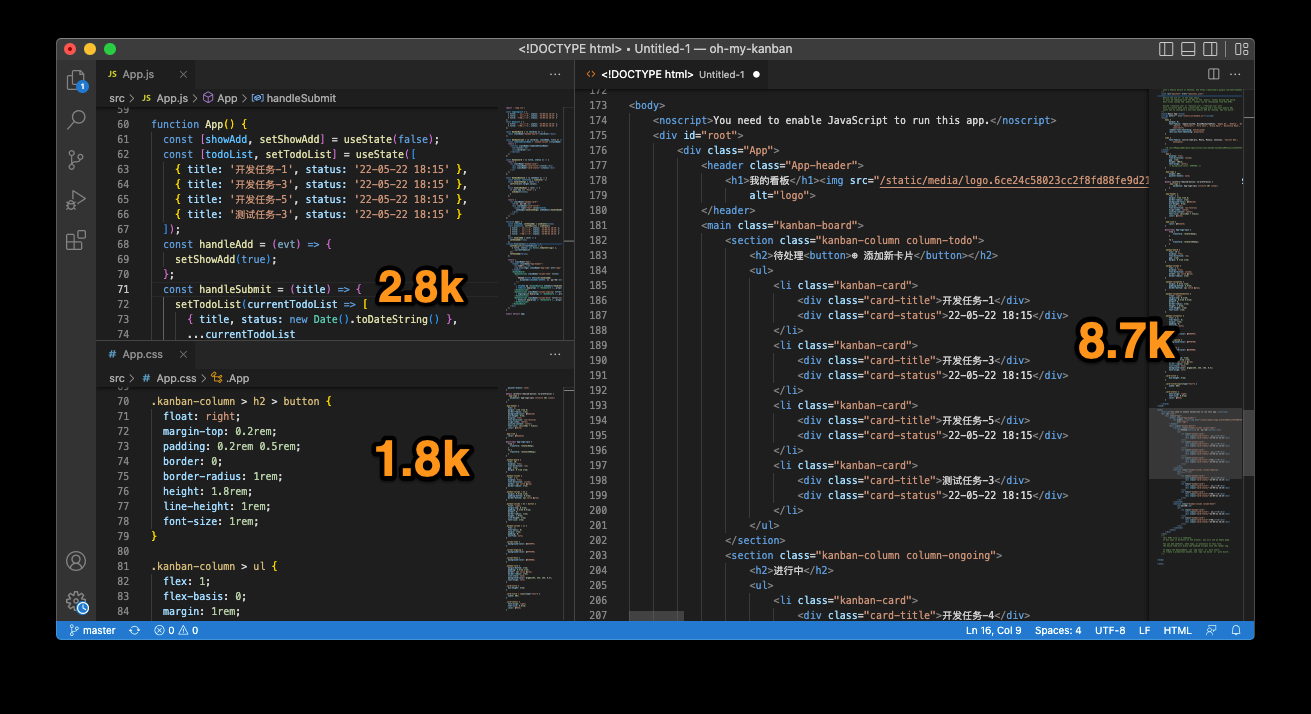 <!DOCTYPE html> • Untitled-1 — oh-my-kanban
1
JS App.js
src > JS App.js > App > handleSubmit
59
60 function App() {
61 const [showAdd, setShowAdd] = useState(false);
62 const [todoList, setTodoList] = useState([
63 { title: '开发任务-1', status: '22-05-22 18:15' },
64 { title: '开发任务-3', status: '22-05-22 18:15' },
65 { title: '开发任务-5', status: '22-05-22 18:15' },
66 { title: '测试任务-3', status: '22-05-22 18:15' }
67 ]);
68 const handleAdd = (evt) => {
69 setShowAdd(true);
70 };
71 const handleSubmit = (title) => {
72 setTodoList(currentTodoList => [
73 { title, status: new Date().toDateString() },
74 ...currentTodoList
2.8k
# App.css
src > # App.css > .App
69
70 .kanban-column > h2 > button {
71 float: right;
72 margin-top: 0.2rem;
73 padding: 0.2rem 0.5rem;
74 border: 0;
75 border-radius: 1rem;
76 height: 1.8rem;
77 line-height: 1rem;
78 font-size: 1rem;
79 }
80
81 .kanban-column > ul {
82 flex: 1;
83 flex-basis: 0;
84 margin: 1rem;
1.8k
<!DOCTYPE html> Untitled-1
172
173 <body>
174 <noscript>You need to enable JavaScript to run this app.</noscript>
175 <div id="root">
176 <div class="App">
177 <header class="App-header">
178 <h1>我的看板</h1><img src="/static/media/logo.6ce24c58023cc2f8fd88fe9d21
179 alt="logo">
180 </header>
181 <main class="kanban-board">
182 <section class="kanban-column column-todo">
183 <h2>待处理<button>⊕ 添加新卡片</button></h2>
184 <ul>
185 <li class="kanban-card">
186 <div class="card-title">开发任务-1</div>
187 <div class="card-status">22-05-22 18:15</div>
188 </li>
189 <li class="kanban-card">
190 <div class="card-title">开发任务-3</div>
191 <div class="card-status">22-05-22 18:15</div>
192 </li>
193 <li class="kanban-card">
194 <div class="card-title">开发任务-5</div>
195 <div class="card-status">22-05-22 18:15</div>
196 </li>
197 <li class="kanban-card">
198 <div class="card-title">测试任务-3</div>
199 <div class="card-status">22-05-22 18:15</div>
200 </li>
201 </ul>
202 </section>
203 <section class="kanban-column column-ongoing">
204 <h2>进行中</h2>
205 <ul>
206 <li class="kanban-card">
207 <div class="card-title">开发任务-4</div>
8.7k
master 0 0
Ln 16, Col 9 Spaces: 4 UTF-8 LF HTML